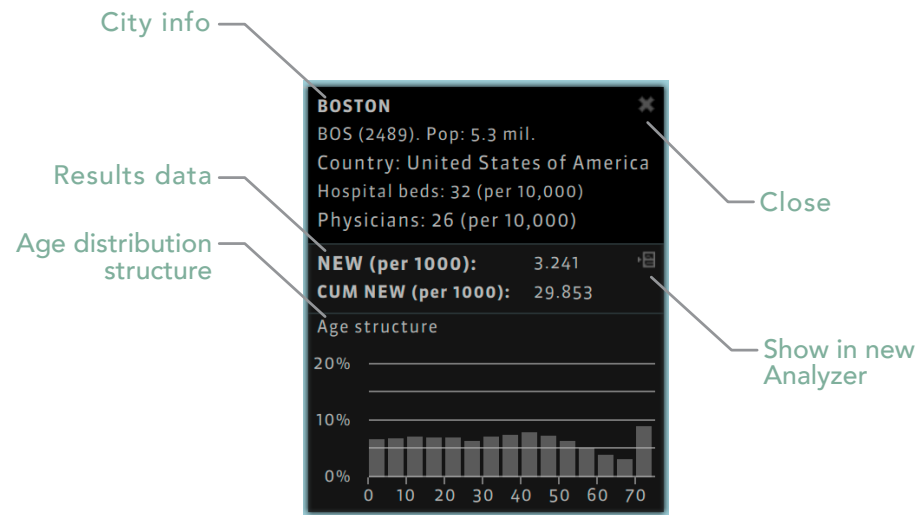 City info
BOSTON
BOS (2489). Pop: 5.3 mil.
Country: United States of America
Hospital beds: 32 (per 10,000)
Physicians: 26 (per 10,000)
Close
Results data
NEW (per 1000): 3.241
CUM NEW (per 1000): 29.853
Age distribution
structure
Show in new
Analyzer
Age structure
20%
10%
0%
0 10 20 30 40 50 60 70